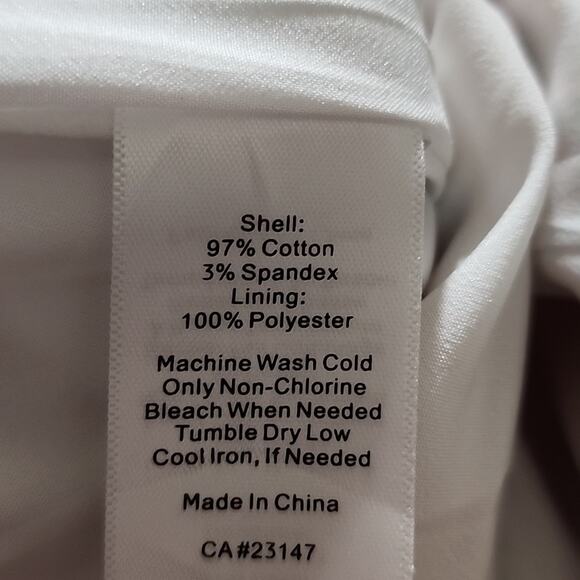 Shell:
97% Cotton
3% Spandex
Lining:
100% Polyester
Machine Wash Cold
Only Non-Chlorine
Bleach When Needed
Tumble Dry Low
Cool Iron, If Needed
Made In China
CA#23147